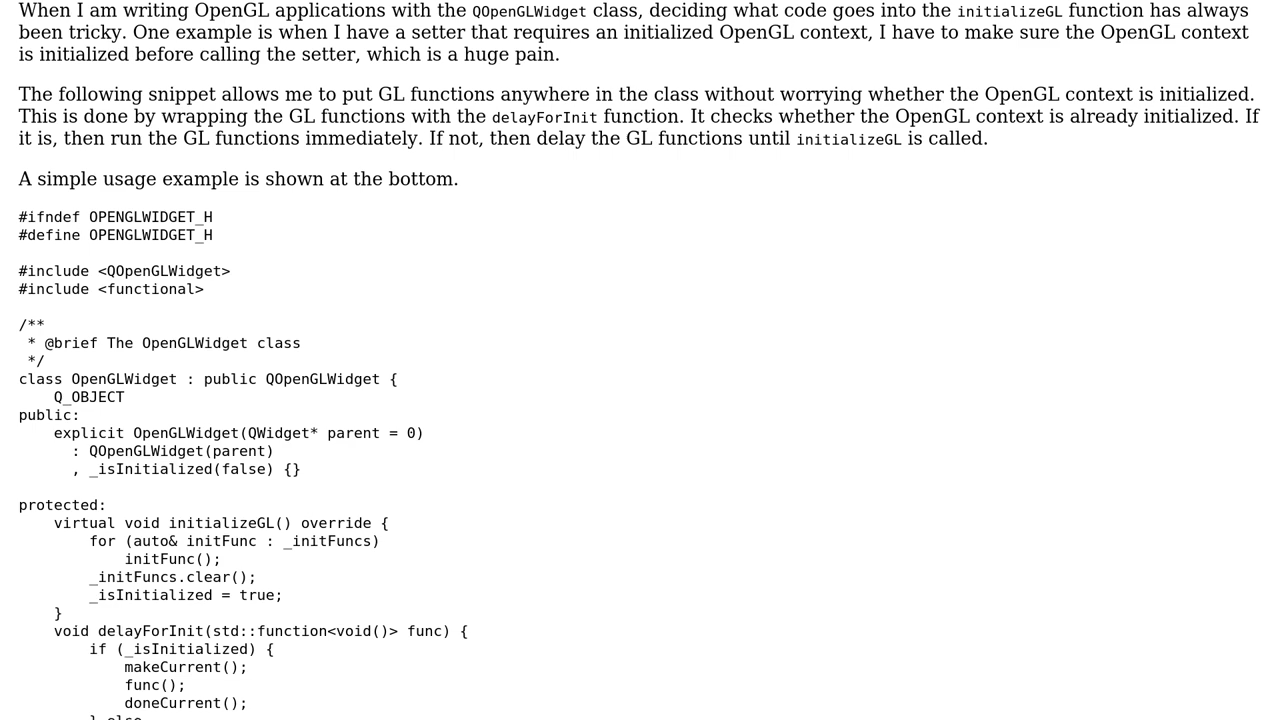 When I am writing OpenGL applications with the QOpenGLWidget class, deciding what code goes into the initializeGL function has always
been tricky. One example is when I have a setter that requires an initialized OpenGL context, I have to make sure the OpenGL context
is initialized before calling the setter, which is a huge pain.
The following snippet allows me to put GL functions anywhere in the class without worrying whether the OpenGL context is initialized.
This is done by wrapping the GL functions with the delayForInit function. It checks whether the OpenGL context is already initialized. If
it is, then run the GL functions immediately. If not, then delay the GL functions until initializeGL is called.
A simple usage example is shown at the bottom.
#ifndef OPENGLWIDGET_H
#define OPENGLWIDGET_H
#include <QOpenGLWidget>
#include <functional>
/**
 * @brief The OpenGLWidget class
 */
class OpenGLWidget : public QOpenGLWidget {
    Q_OBJECT
public:
    explicit OpenGLWidget(QWidget* parent = 0)
      : QOpenGLWidget(parent)
      , _isInitialized(false) {}
protected:
    virtual void initializeGL() override {
        for (auto& initFunc : _initFuncs)
            initFunc();
        _initFuncs.clear();
        _isInitialized = true;
    }
    void delayForInit(std::function<void()> func) {
        if (_isInitialized) {
            makeCurrent();
            func();
            doneCurrent();
        } else